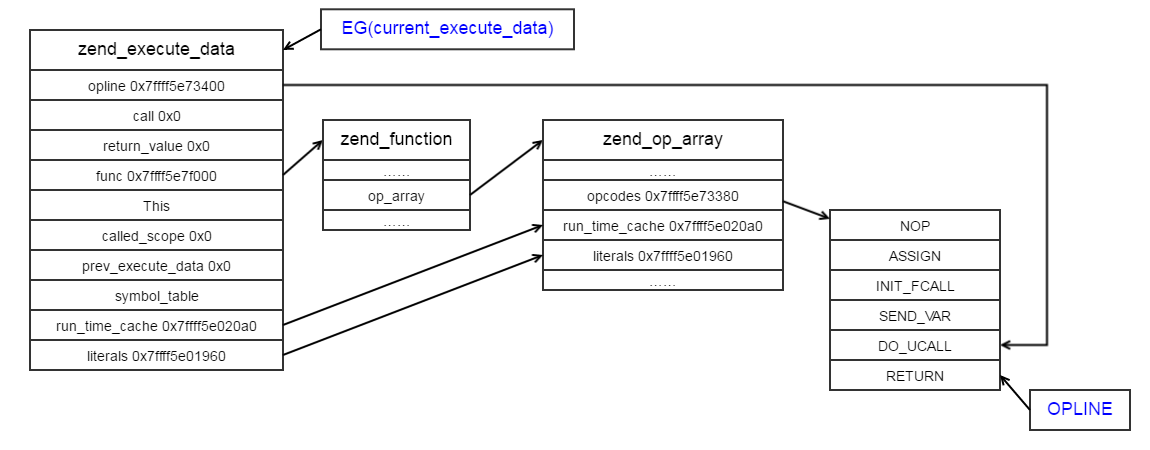 EG(current_execute_data)
zend_execute_data
opline 0x7ffff5e73400
call 0x0
return_value 0x0
func 0x7ffff5e7f000
This
called_scope 0x0
prev_execute_data 0x0
symbol_table
run_time_cache 0x7ffff5e020a0
literals 0x7ffff5e01960
zend_function
......
op_array
......
zend_op_array
......
opcodes 0x7ffff5e73380
run_time_cache 0x7ffff5e020a0
literals 0x7ffff5e01960
......
NOP
ASSIGN
INIT_FCALL
SEND_VAR
DO_UCALL
RETURN
OPLINE